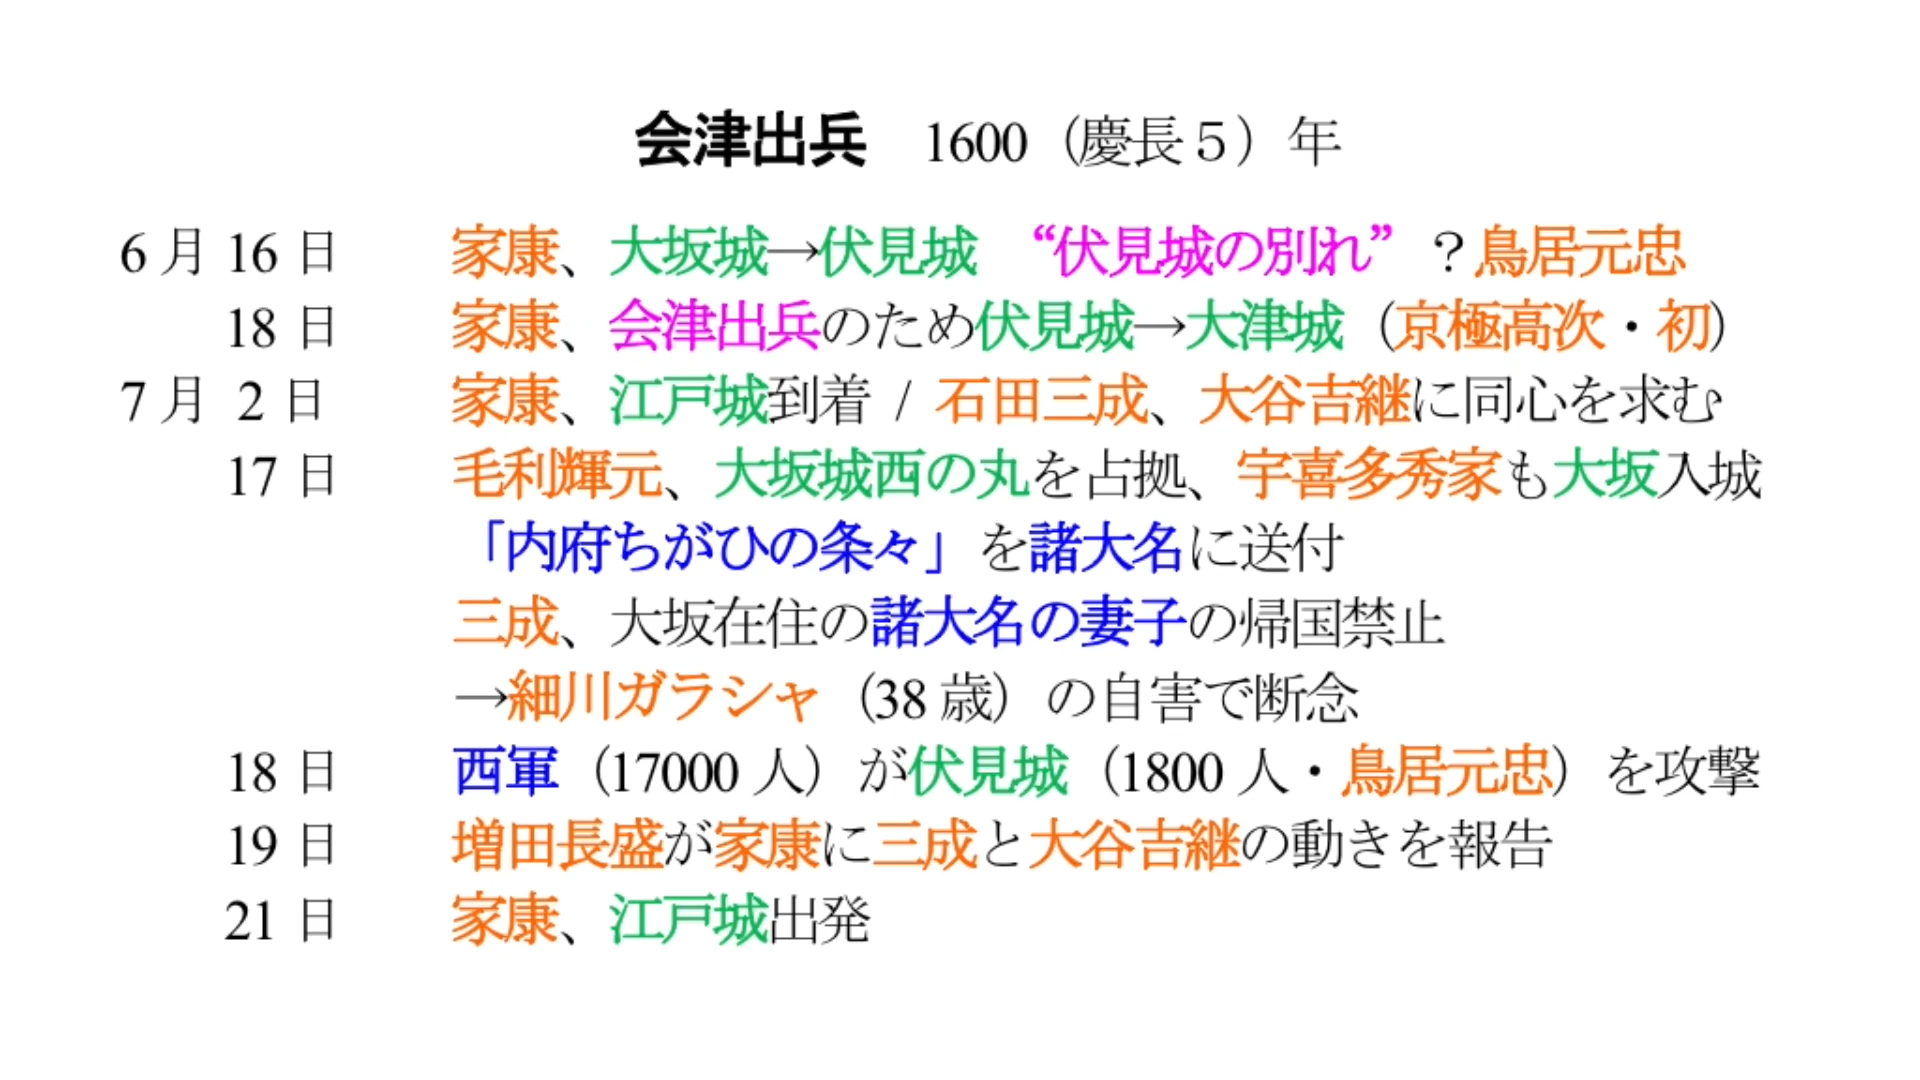 会津出兵　1600（慶長５）年
6月16日　家康、大坂城→伏見城　“伏見城の別れ”？鳥居元忠
18日　家康、会津出兵のため伏見城→大津城（京極高次・初）
7月 2日　家康、江戸城到着 / 石田三成、大谷吉継に同心を求む
17日　毛利輝元、大坂城西の丸を占拠、宇喜多秀家も大坂入城
「内府ちがひの条々」を諸大名に送付
三成、大坂在住の諸大名の妻子の帰国禁止
→細川ガラシャ（38歳）の自害で断念
18日　西軍（17000人）が伏見城（1800人・鳥居元忠）を攻撃
19日　増田長盛が家康に三成と大谷吉継の動きを報告
21日　家康、江戸城出発